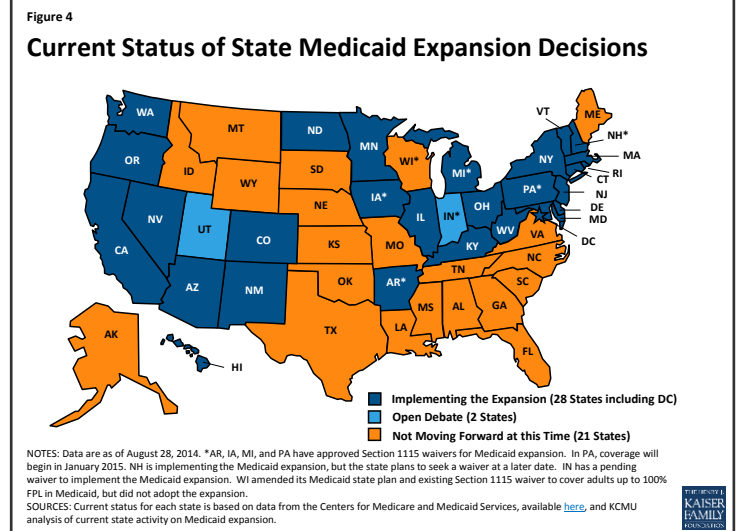 Figure 4
Current Status of State Medicaid Expansion Decisions
WA
MT
ND
MN
VT
ME
NH*
OR
ID
SD
WI*
MI*
NY
MA
WY
RI
CT
PA*
NJ
IA*
NE
NV
OH
DE
IN*
IL
MD
UT
WV
CO
VA
DC
CA
KS
MO
KY
NC
TN
OK
AZ
NM
AR*
SC
MS
AL
GA
TX
LA
AK
FL
HI
Implementing the Expansion (28 States including DC)
Open Debate (2 States)
Not Moving Forward at this Time (21 States)
NOTES: Data are as of August 28, 2014. *AR, IA, MI, and PA have approved Section 1115 waivers for Medicaid expansion. In PA, coverage will
begin in January 2015. NH is implementing the Medicaid expansion, but the state plans to seek a waiver at a later date. IN has a pending
waiver to implement the Medicaid expansion. WI amended its Medicaid state plan and existing Section 1115 waiver to cover adults up to 100%
FPL in Medicaid, but did not adopt the expansion.
SOURCES: Current status for each state is based on data from the Centers for Medicare and Medicaid Services, available here, and KCMU
analysis of current state activity on Medicaid expansion.
THE HENRY J.
KAISER
FAMILY
FOUNDATION